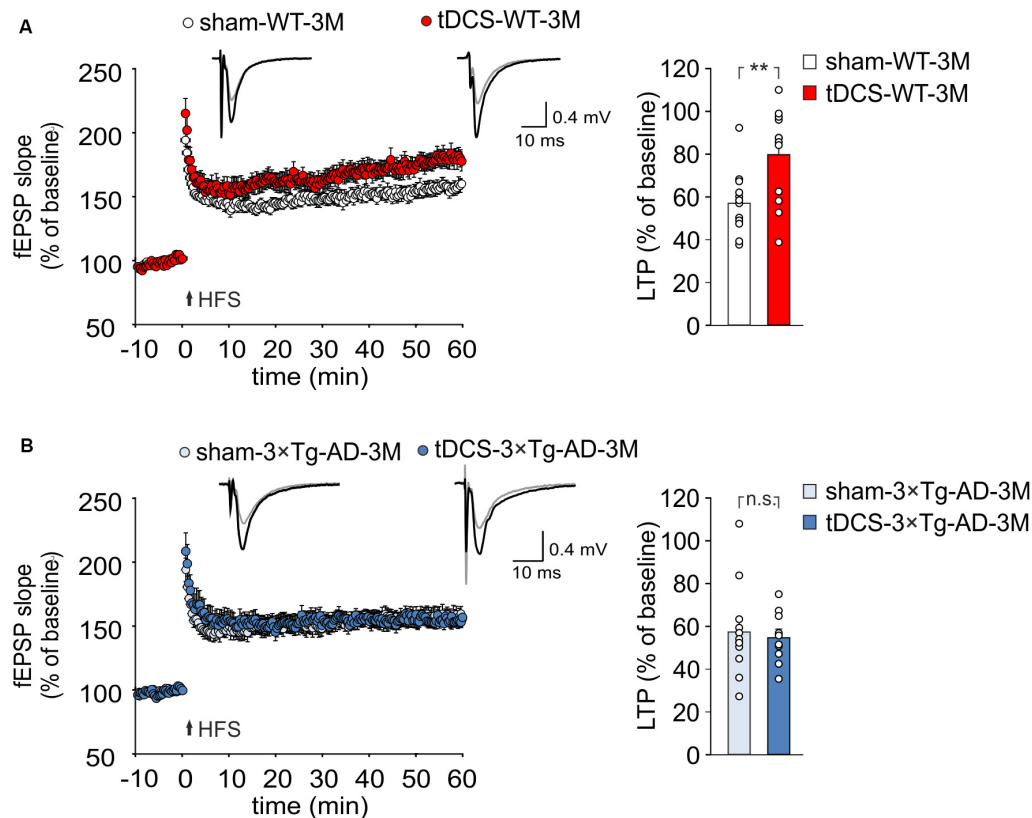 A
sham-WT-3M
tDCS-WT-3M
250
200
150
100
50
fEPSP slope
(% of baseline)
0.4 mV
10 ms
HFS
-10 0 10 20 30 40 50 60
time (min)
120
100
80
60
40
20
0
LTP (% of baseline)
**
sham-WT-3M
tDCS-WT-3M
B
sham-3×Tg-AD-3M
tDCS-3×Tg-AD-3M
250
200
150
100
50
fEPSP slope
(% of baseline)
0.4 mV
10 ms
HFS
-10 0 10 20 30 40 50 60
time (min)
120
100
80
60
40
20
0
LTP (% of baseline)
n.s.
sham-3×Tg-AD-3M
tDCS-3×Tg-AD-3M